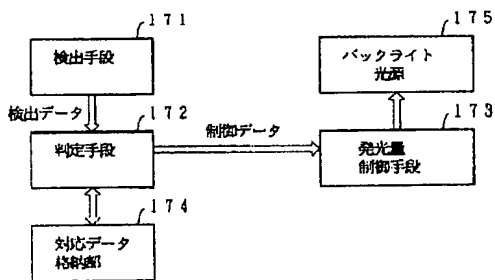 171
検出手段
検出データ
172
判定手段
制御データ
174
対応データ
格納部
175
バックライト
光源
173
発光量
制御手段